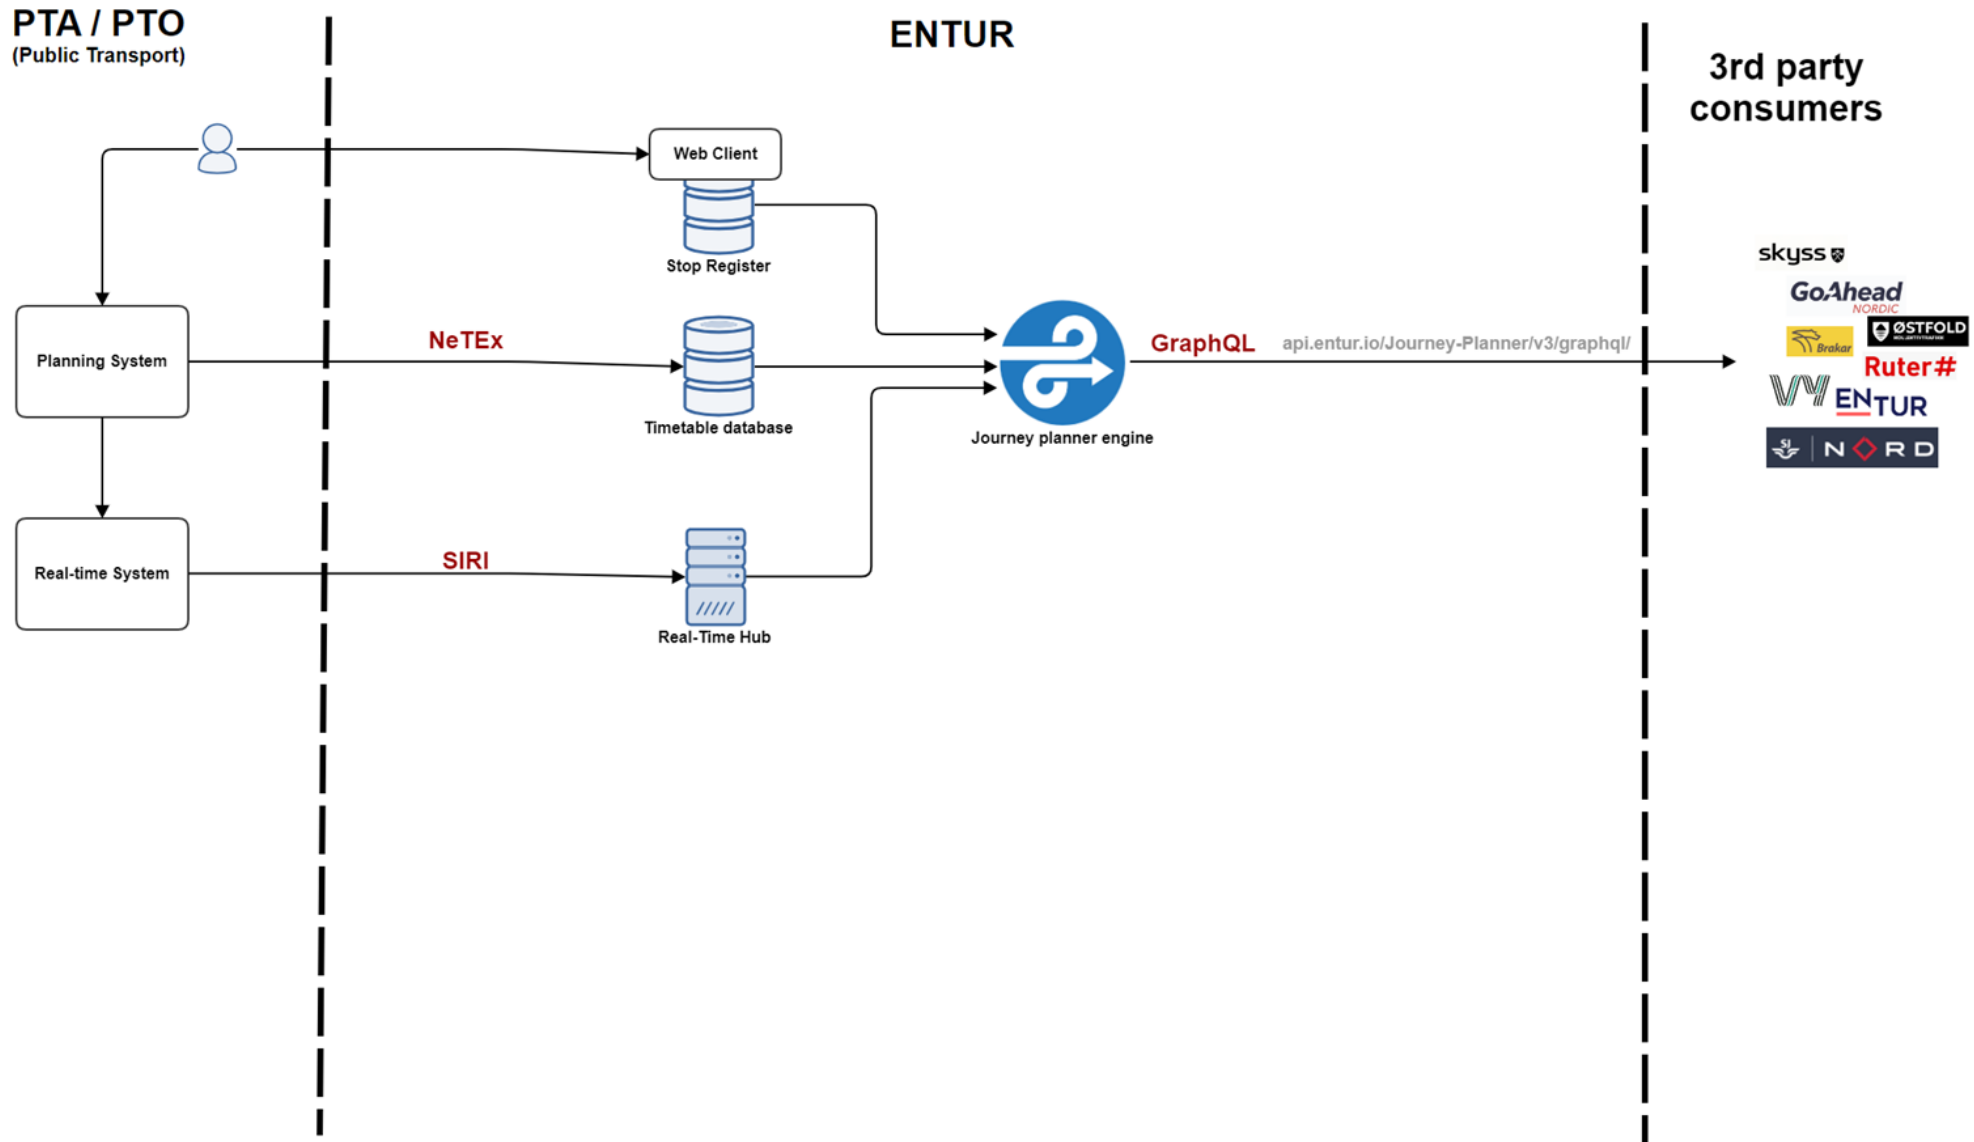 PTA / PTO
(Public Transport)
ENTUR
3rd party
consumers
Web Client
Stop Register
Planning System
NeTEx
Timetable database
Journey planner engine
GraphQL
api.entur.io/Journey-Planner/v3/graphql/
Real-time System
SIRI
Real-Time Hub
skyss
GoAhead
NORDIC
Brakar
ØSTFOLD
KOLLEKTIVTRAFIKK
Ruter#
VY
ENTUR
SJ NORD